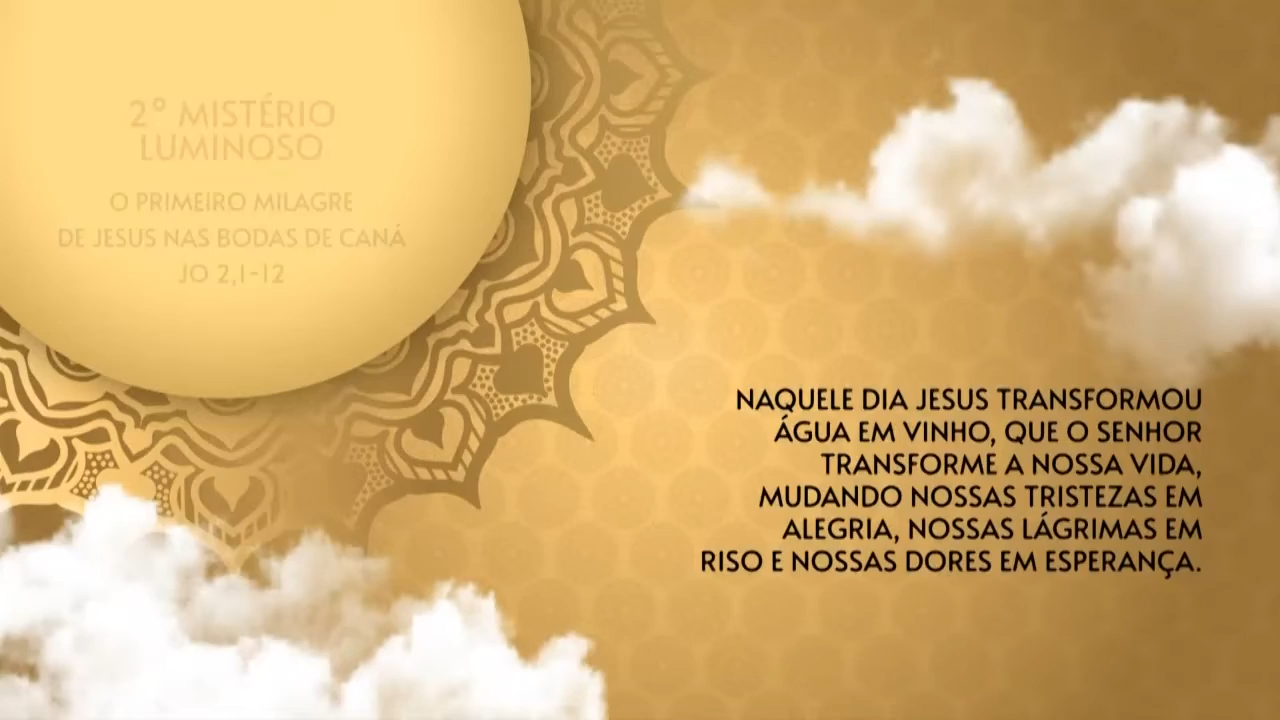 2º MISTÉRIO
LUMINOSO
O PRIMEIRO MILAGRE
DE JESUS NAS BODAS DE CANÁ
JO 2,1-12
NAQUELE DIA JESUS TRANSFORMOU
ÁGUA EM VINHO, QUE O SENHOR
TRANSFORME A NOSSA VIDA,
MUDANDO NOSSAS TRISTEZAS EM
ALEGRIA, NOSSAS LÁGRIMAS EM
RISO E NOSSAS DORES EM ESPERANÇA.